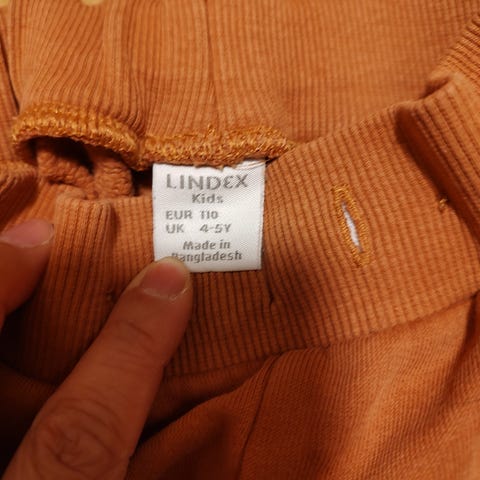 LINDEX
Kids
EUR 110
UK 4-5Y
Made in
Bangladesh